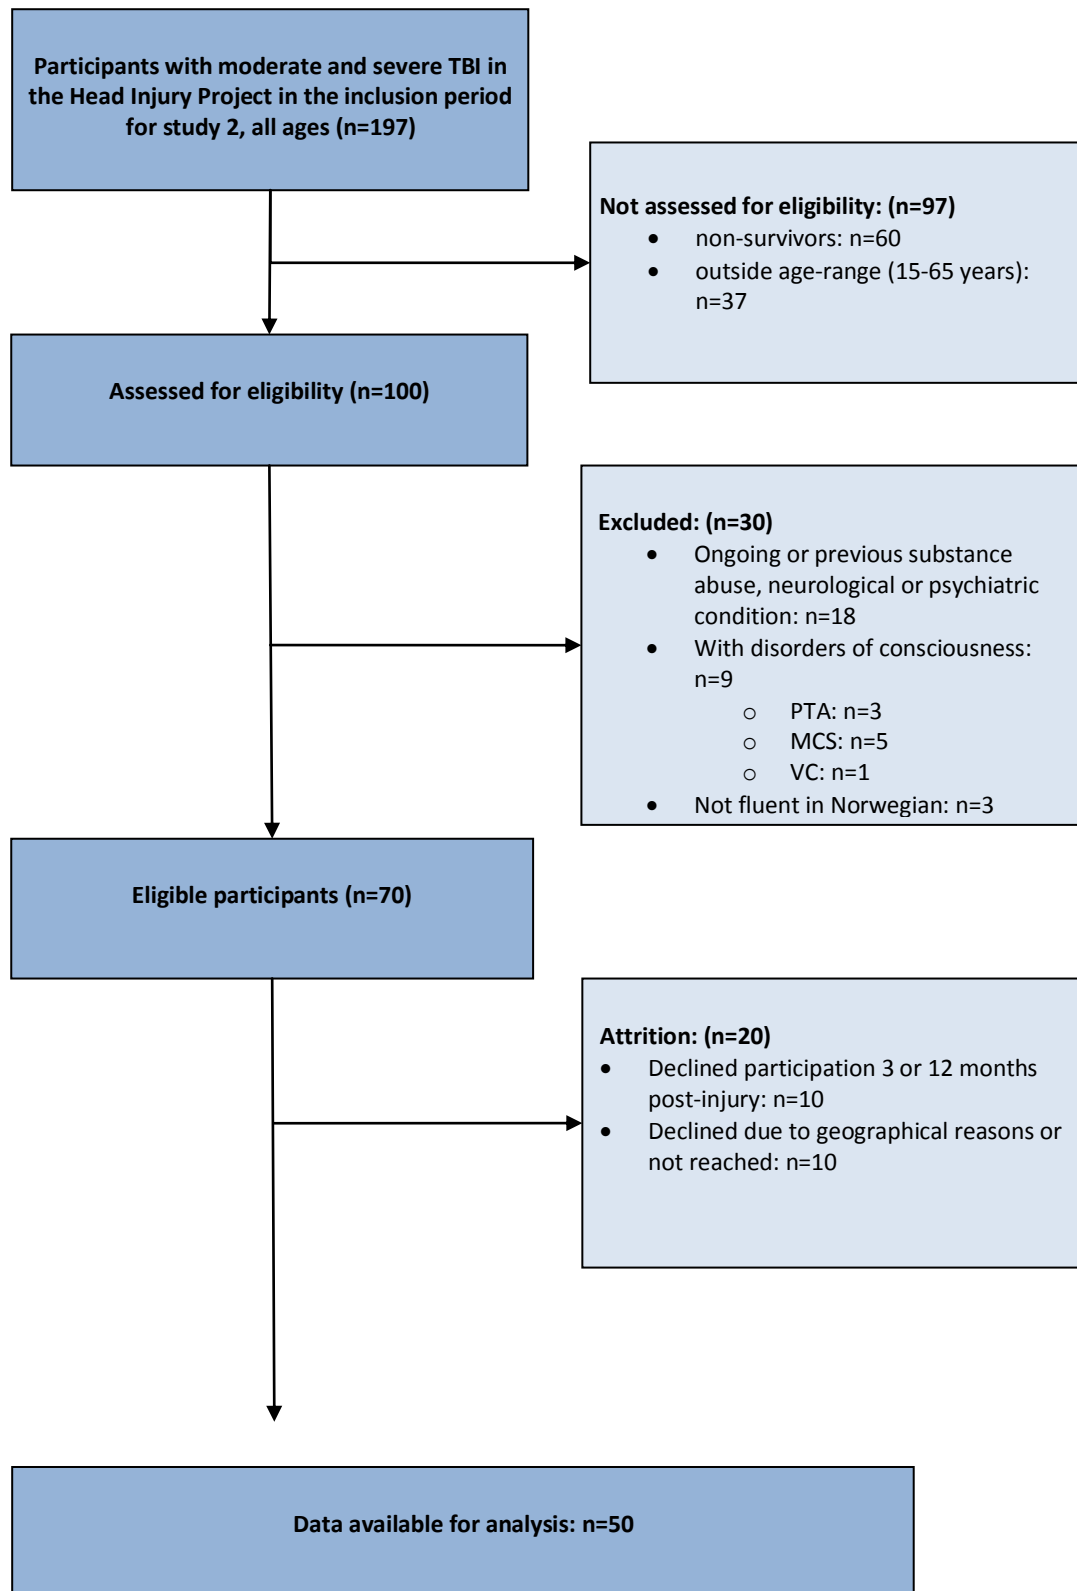 Participants with moderate and severe TBI in
the Head Injury Project in the inclusion period
for study 2, all ages (n=197)
Not assessed for eligibility: (n=97)
• non-survivors: n=60
• outside age-range (15-65 years):
n=37
Assessed for eligibility (n=100)
Excluded: (n=30)
• Ongoing or previous substance
abuse, neurological or psychiatric
condition: n=18
• With disorders of consciousness:
n=9
o PTA: n=3
o MCS: n=5
o VC: n=1
• Not fluent in Norwegian: n=3
Eligible participants (n=70)
Attrition: (n=20)
• Declined participation 3 or 12 months
post-injury: n=10
• Declined due to geographical reasons or
not reached: n=10
Data available for analysis: n=50